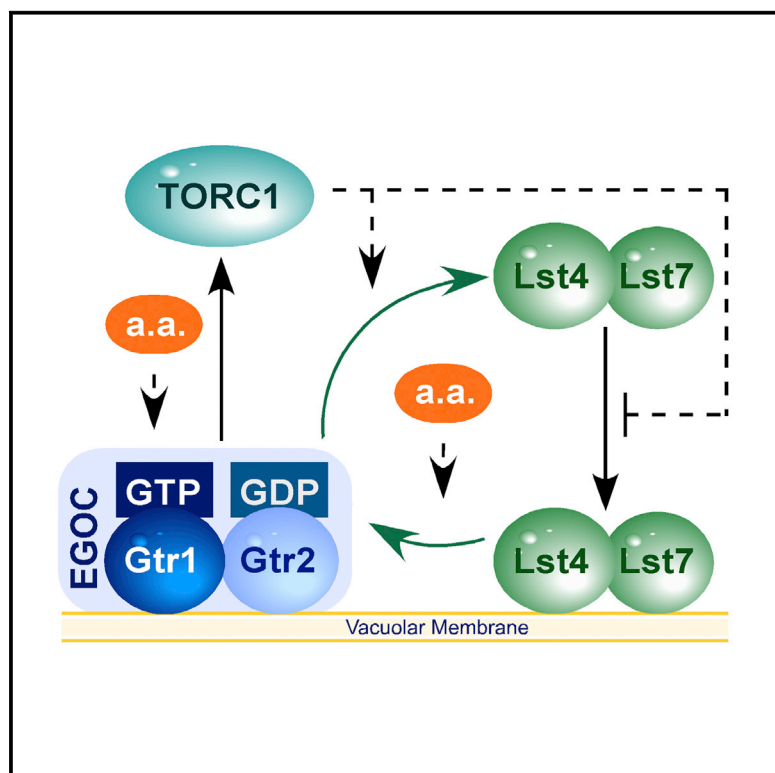 TORC1
Lst4 Lst7
a.a.
a.a.
EGOC
GTP GDP
Gtr1 Gtr2
Lst4 Lst7
Vacuolar Membrane